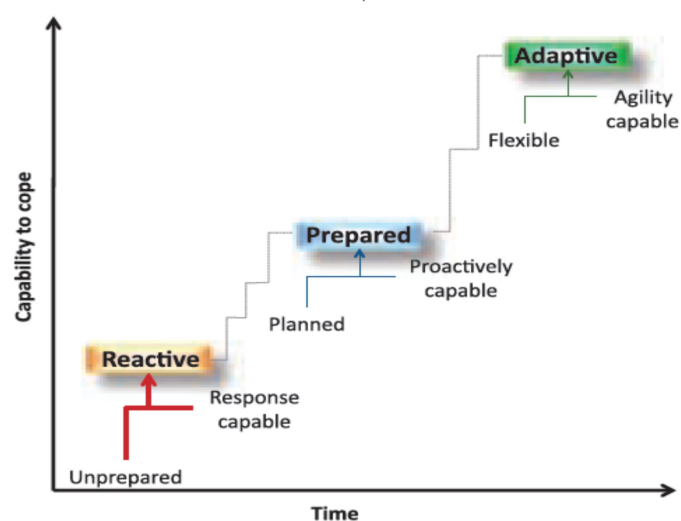 Adaptive
Agility
capable
Flexible
Capability to cope
Prepared
Proactively
capable
Planned
Reactive
Response
capable
Unprepared
Time